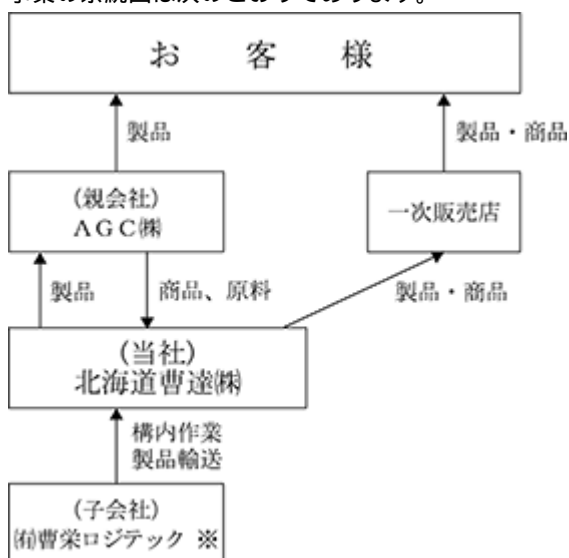 事業の系統図は次のとおりであります。
お 客 様
製品
製品・商品
(親会社)
AGC㈱
一次販売店
製品
商品、原料
製品・商品
(当社)
北海道曹達㈱
構内作業
製品輸送
(子会社)
㈲曹栄ロジテック ※